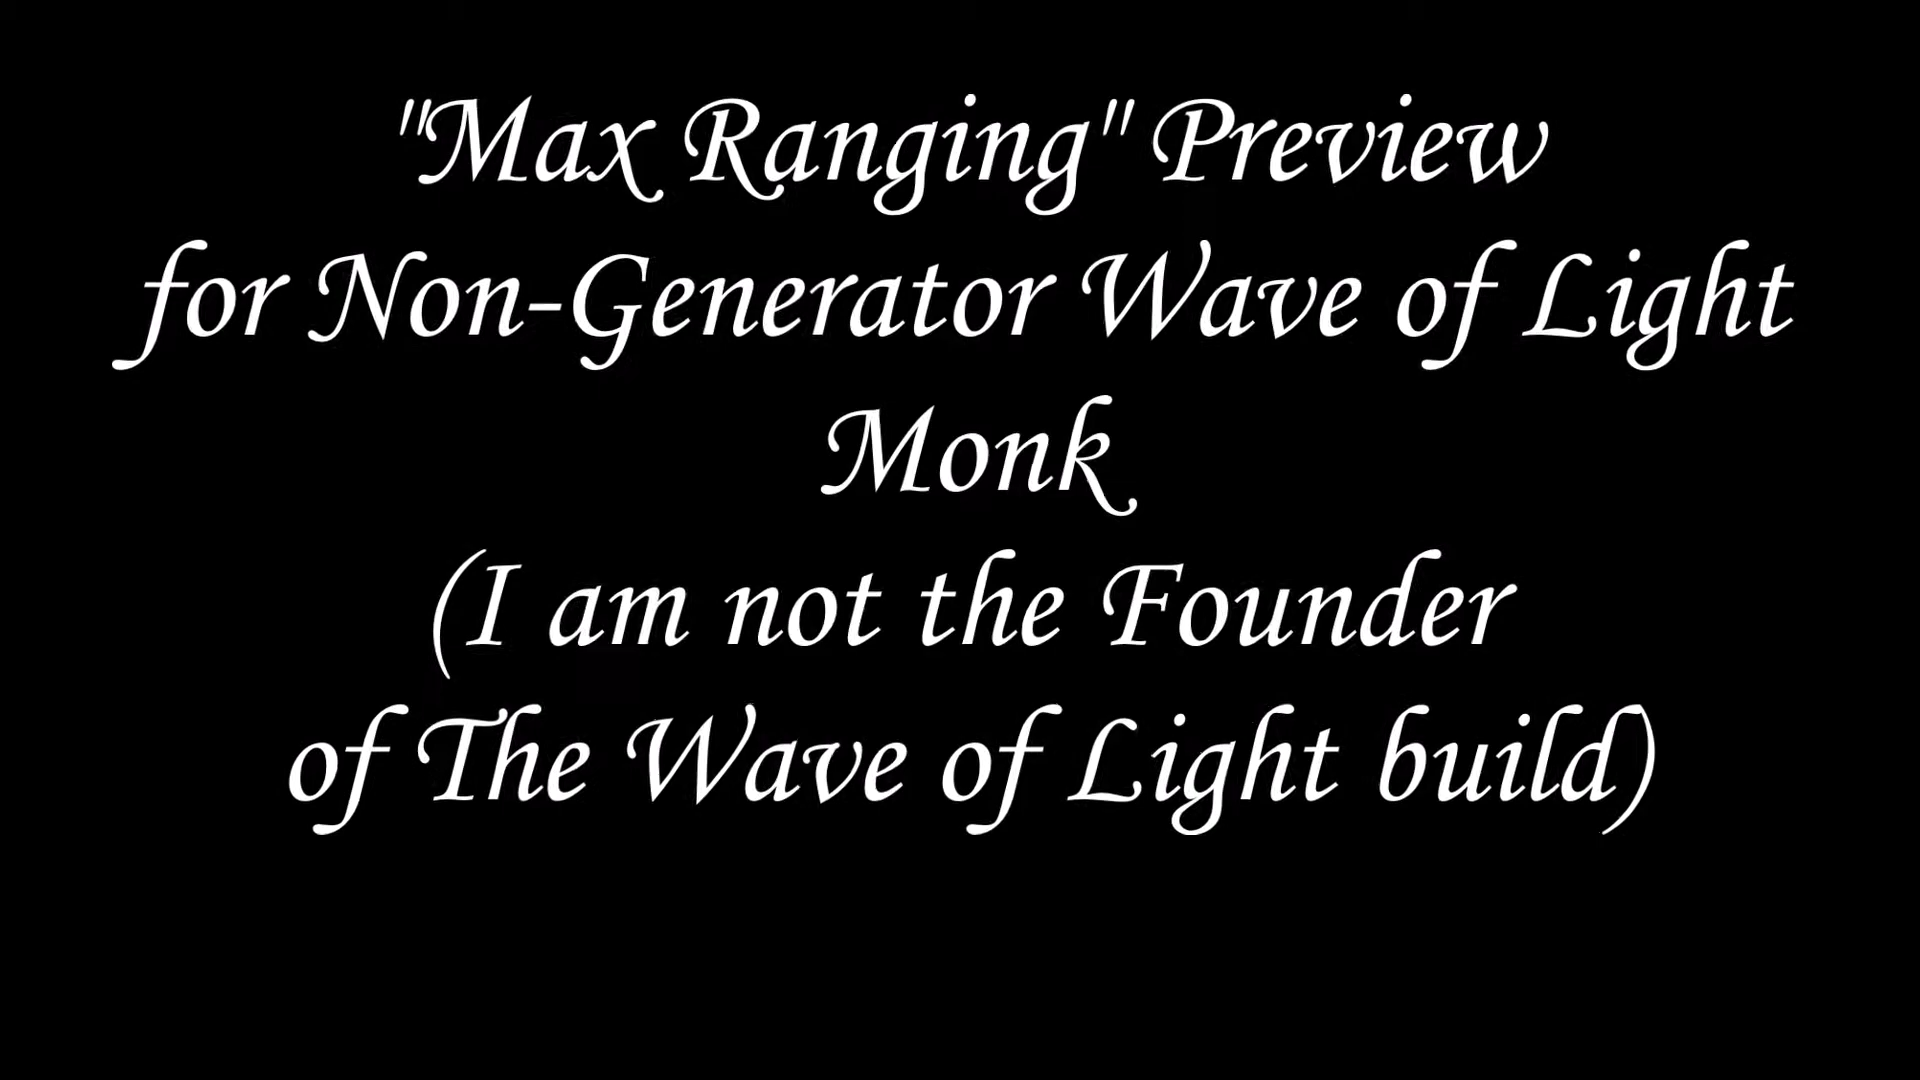 "Max Ranging" Preview
for Non-Generator Wave of Light
Monk
(I am not the Founder
of The Wave of Light build)